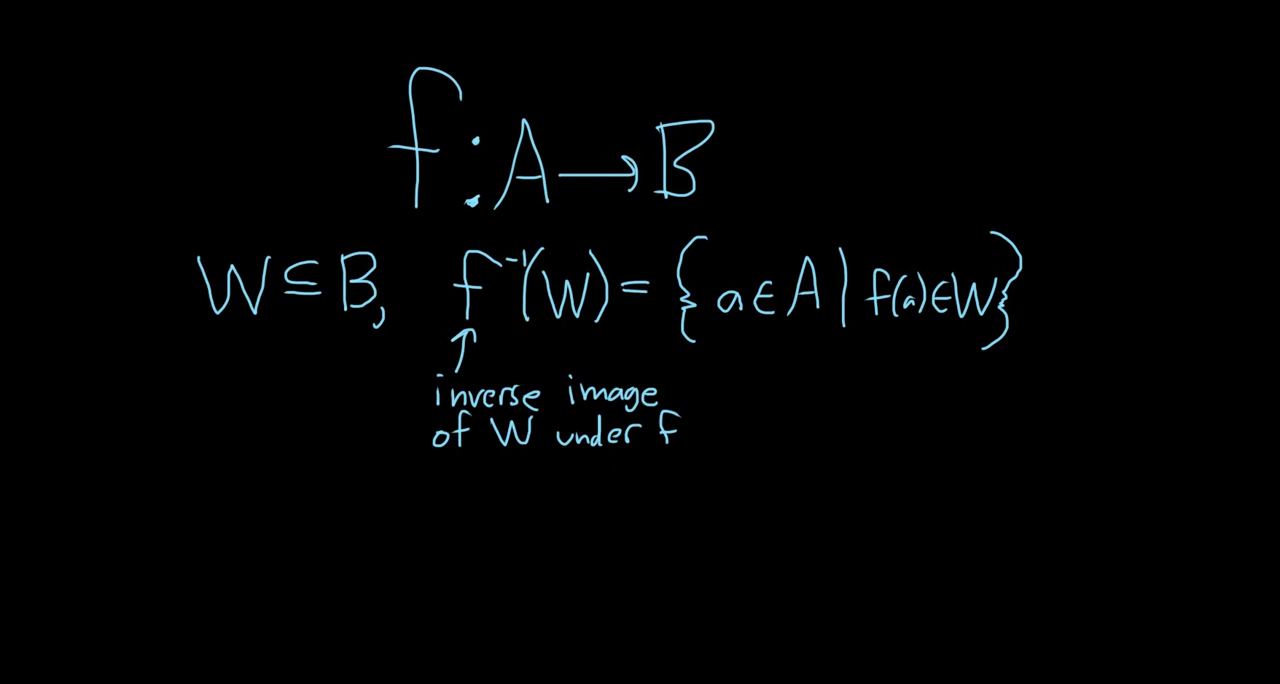 f: A → B
W ⊆ B, f⁻¹(W) = { a ∈ A | f(a) ∈ W }
↑
inverse image
of W under f